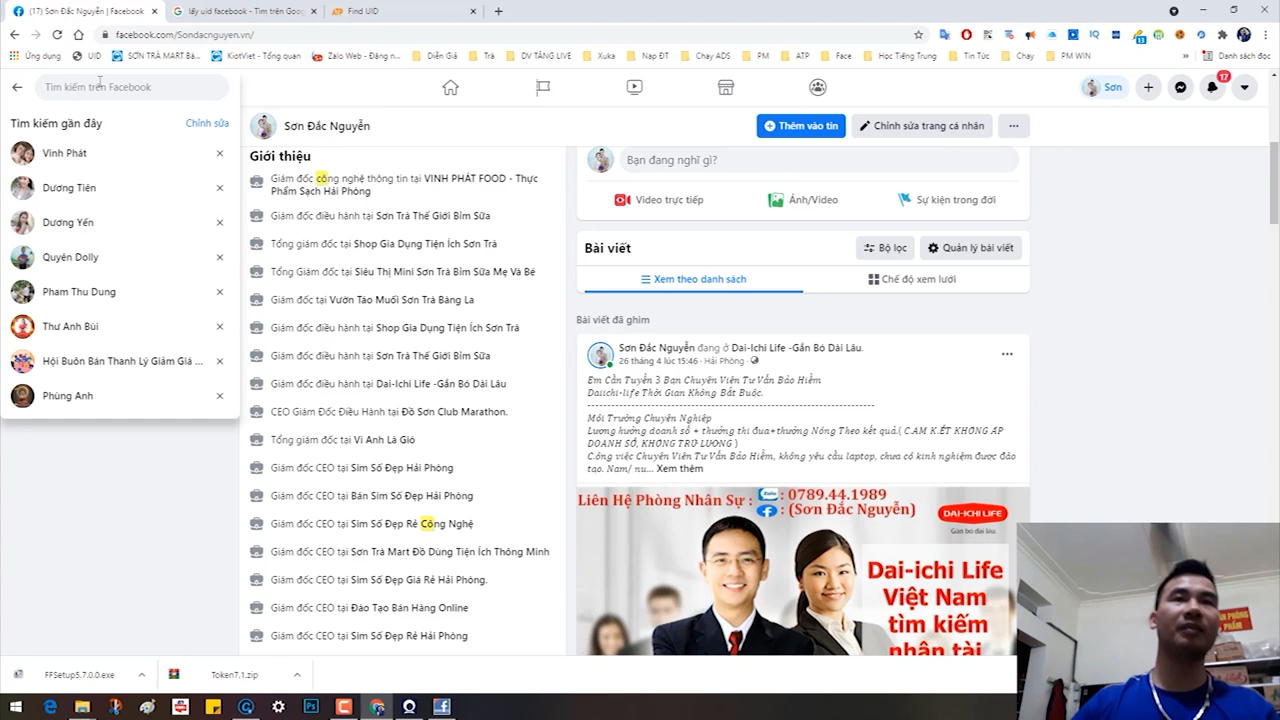 (17) Sơn Đắc Nguyễn | Facebook
lấy uid facebook - Tìm trên Goog
ATP
Find UID
facebook.com/Sondacnguyen.vn/
Ứng dụng
UID
SƠN TRÀ MART Bá...
KiotViet - Tổng quan
Zalo Web - Đăng n...
Diễn Giả
Trà
DV TĂNG LIVE
Xuka
Nạp ĐT
Chạy ADS
PM
ATP
Face
Học Tiếng Trung
Tin Tức
Chạy
PM WIN
Danh sách đọc
Tìm kiếm trên Facebook
Sơn
17
Tìm kiếm gần đây
Chỉnh sửa
Vinh Phát
Dương Tiên
Dương Yến
Quyên Dolly
Pham Thu Dung
Thư Anh Bùi
Hội Buôn Bán Thanh Lý Giảm Giá ...
Phùng Anh
Sơn Đắc Nguyễn
Thêm vào tin
Chỉnh sửa trang cá nhân
Giới thiệu
Giám đốc công nghệ thông tin tại VINH PHÁT FOOD - Thực
Phẩm Sạch Hải Phòng
Giám đốc điều hành tại Sơn Trà Thế Giới Bỉm Sữa
Tổng giám đốc tại Shop Gia Dụng Tiện Ích Sơn Trà
Tổng Giám đốc tại Siêu Thị Mini Sơn Trà Bỉm Sữa Mẹ Và Bé
Giám đốc tại Vườn Táo Muối Sơn Trà Bàng La
Giám đốc điều hành tại Shop Gia Dụng Tiện Ích Sơn Trà
Giám đốc điều hành tại Sơn Trà Thế Giới Bỉm Sữa
Giám đốc điều hành tại Dai-Ichi Life -Gắn Bó Dài Lâu
CEO Giám Đốc Điều Hành tại Đồ Sơn Club Marathon.
Tổng giám đốc tại Vì Anh Là Gió
Giám đốc CEO tại Sim Số Đẹp Hải Phòng
Giám đốc CEO tại Bán Sim Số Đẹp Hải Phòng
Giám đốc CEO tại Sim Số Đẹp Rẻ Công Nghệ
Giám đốc CEO tại Sơn Trà Mart Đồ Dùng Tiện Ích Thông Minh
Giám đốc CEO tại Sim Số Đẹp Giá Rẻ Hải Phòng.
Giám đốc CEO tại Đào Tạo Bán Hàng Online
Giám đốc CEO tại Sim Số Đẹp Rẻ Hải Phòng
Bạn đang nghĩ gì?
Video trực tiếp
Ảnh/Video
Sự kiện trong đời
Bài viết
Bộ lọc
Quản lý bài viết
Xem theo danh sách
Chế độ xem lưới
Bài viết đã ghim
Sơn Đắc Nguyễn đang ở Dai-Ichi Life -Gắn Bó Dài Lâu.
26 tháng 4 lúc 15:46 · Hải Phòng ·
Em Cần Tuyển 3 Bạn Chuyên Viên Tư Vấn Bảo Hiểm
Daiichi-life Thời Gian Không Bắt Buộc.
Môi Trường Chuyên Nghiệp
Lương hưởng doanh số + thưởng thi đua+thưởng Nóng Theo kết quả.( CAM KẾT KHÔNG ÁP
DOANH SỐ, KHÔNG TRỪ LƯƠNG )
Công việc Chuyên Viên Tư Vấn Bảo Hiểm, không yêu cầu laptop, chưa có kinh nghiệm được đào
tạo. Nam/ nu... Xem thêm
Liên Hệ Phòng Nhân Sự : Zalo : 0789.44.1989
: (Sơn Đắc Nguyễn)
DAI-ICHI LIFE
Gắn bó dài lâu.
Dai-ichi Life
Việt Nam
tìm kiếm
nhân tài
FFSetup5.7.0.0.exe
Token7.1.zip